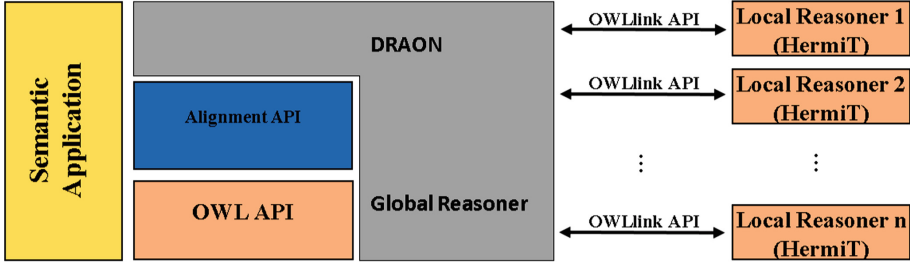 Semantic
Application
DRAON
Alignment API
OWL API
Global Reasoner
OWLlink API
Local Reasoner 1
(HermiT)
OWLlink API
Local Reasoner 2
(HermiT)
⋮ ⋮
OWLlink API
Local Reasoner n
(HermiT)